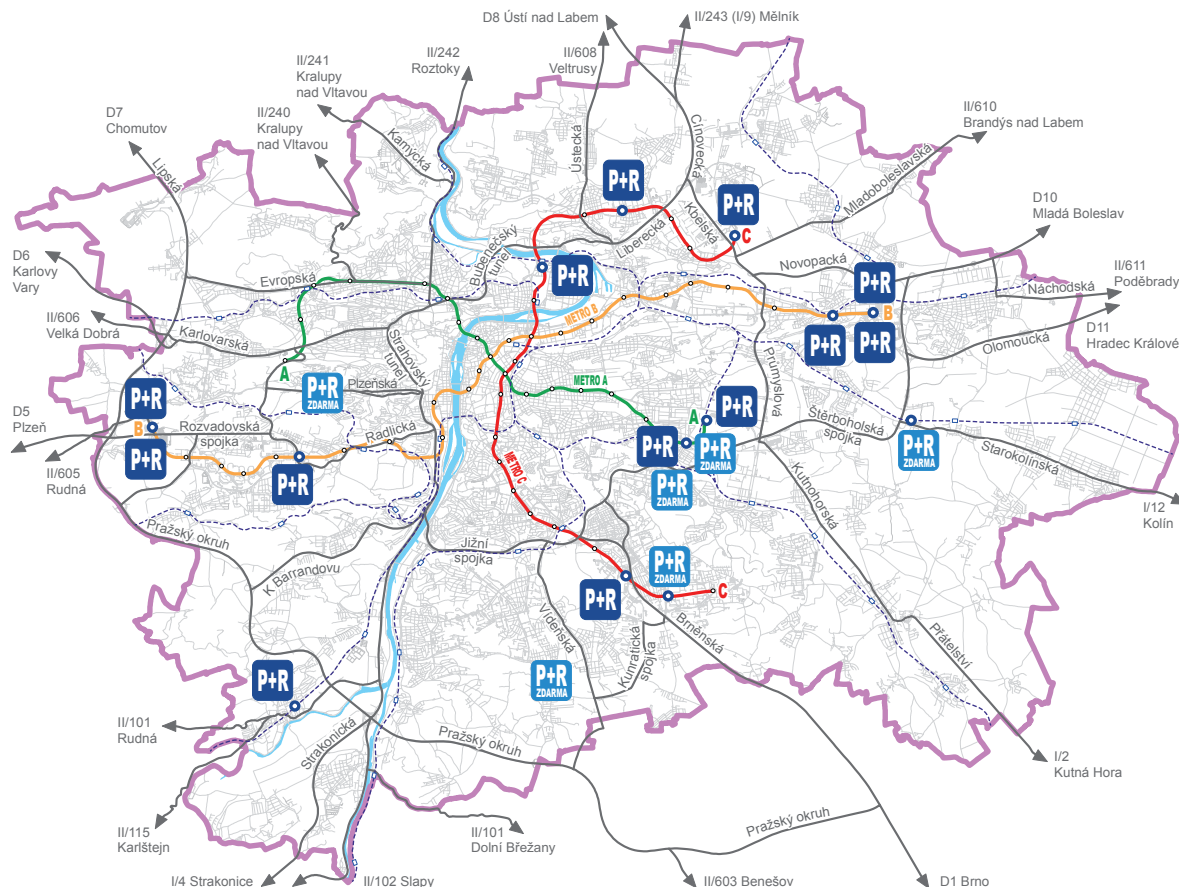 D8 Ústí nad Labem
II/243 (I/9) Mělník
II/608
Veltrusy
II/242
Roztoky
II/241
Kralupy
nad Vltavou
II/240
Kralupy
nad Vltavou
D7
Chomutov
II/610
Brandýs nad Labem
D10
Mladá Boleslav
II/611
Poděbrady
D11
Hradec Králové
D6
Karlovy
Vary
II/606
Velká Dobrá
D5
Plzeň
II/605
Rudná
I/12
Kolín
I/2
Kutná Hora
II/101
Rudná
II/115
Karlštejn
I/4 Strakonice
II/102 Slapy
II/101
Dolní Břežany
II/603 Benešov
D1 Brno
Lipská
Kamýcká
Ústecká
Cínovecká
Kbelská
Liberecká
Mladoboleslavská
Novopacká
Náchodská
Olomoucká
Evropská
Bubenečský
tunel
Karlovarská
Strahovský
tunel
Plzeňská
Rozvadovská
spojka
Radlická
Průmyslová
Štěrboholská
spojka
Starokolínská
Kutnohorská
Přátelství
Pražský okruh
K Barrandovu
Jižní
spojka
Vídeňská
Kunratická
spojka
Brněnská
Strakonická
Pražský okruh
Pražský okruh
METRO A
METRO B
METRO C
A
A
B
B
C
C
P+R
P+R
P+R
P+R
P+R
P+R
P+R
P+R
P+R
P+R
P+R
P+R
P+R
P+R
ZDARMA
P+R
ZDARMA
P+R
ZDARMA
P+R
ZDARMA
P+R
ZDARMA
P+R
ZDARMA